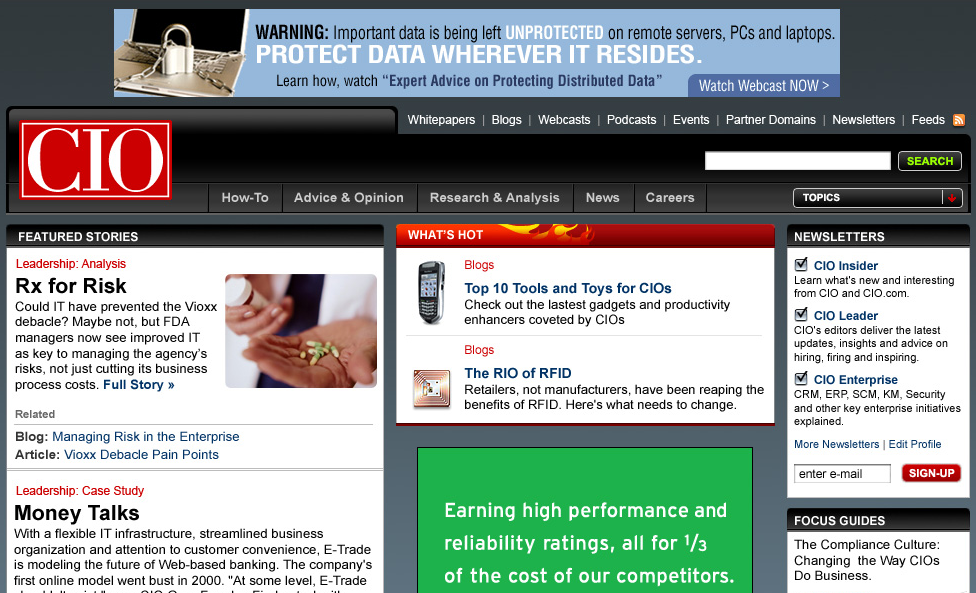 WARNING: Important data is being left UNPROTECTED on remote servers, PCs and laptops.
PROTECT DATA WHEREVER IT RESIDES.
Learn how, watch “Expert Advice on Protecting Distributed Data”
Watch Webcast NOW >
Whitepapers | Blogs | Webcasts | Podcasts | Events | Partner Domains | Newsletters | Feeds
CIO
SEARCH
How-To
Advice & Opinion
Research & Analysis
News
Careers
TOPICS
FEATURED STORIES
Leadership: Analysis
Rx for Risk
Could IT have prevented the Vioxx
debacle? Maybe not, but FDA
managers now see improved IT
as key to managing the agency's
risks, not just cutting its business
process costs. Full Story »
Related
Blog: Managing Risk in the Enterprise
Article: Vioxx Debacle Pain Points
Leadership: Case Study
Money Talks
With a flexible IT infrastructure, streamlined business
organization and attention to customer convenience, E-Trade
is modeling the future of Web-based banking. The company's
first online model went bust in 2000. "At some level, E-Trade
WHAT'S HOT
Blogs
Top 10 Tools and Toys for CIOs
Check out the lastest gadgets and productivity
enhancers coveted by CIOs
Blogs
The RIO of RFID
Retailers, not manufacturers, have been reaping the
benefits of RFID. Here's what needs to change.
Earning high performance and
reliability ratings, all for 1/3
of the cost of our competitors.
NEWSLETTERS
CIO Insider
Learn what's new and interesting
from CIO and CIO.com.
CIO Leader
CIO's editors deliver the latest
updates, insights and advice on
hiring, firing and inspiring.
CIO Enterprise
CRM, ERP, SCM, KM, Security
and other key enterprise initiatives
explained.
More Newsletters | Edit Profile
enter e-mail
SIGN-UP
FOCUS GUIDES
The Compliance Culture:
Changing the Way CIOs
Do Business.